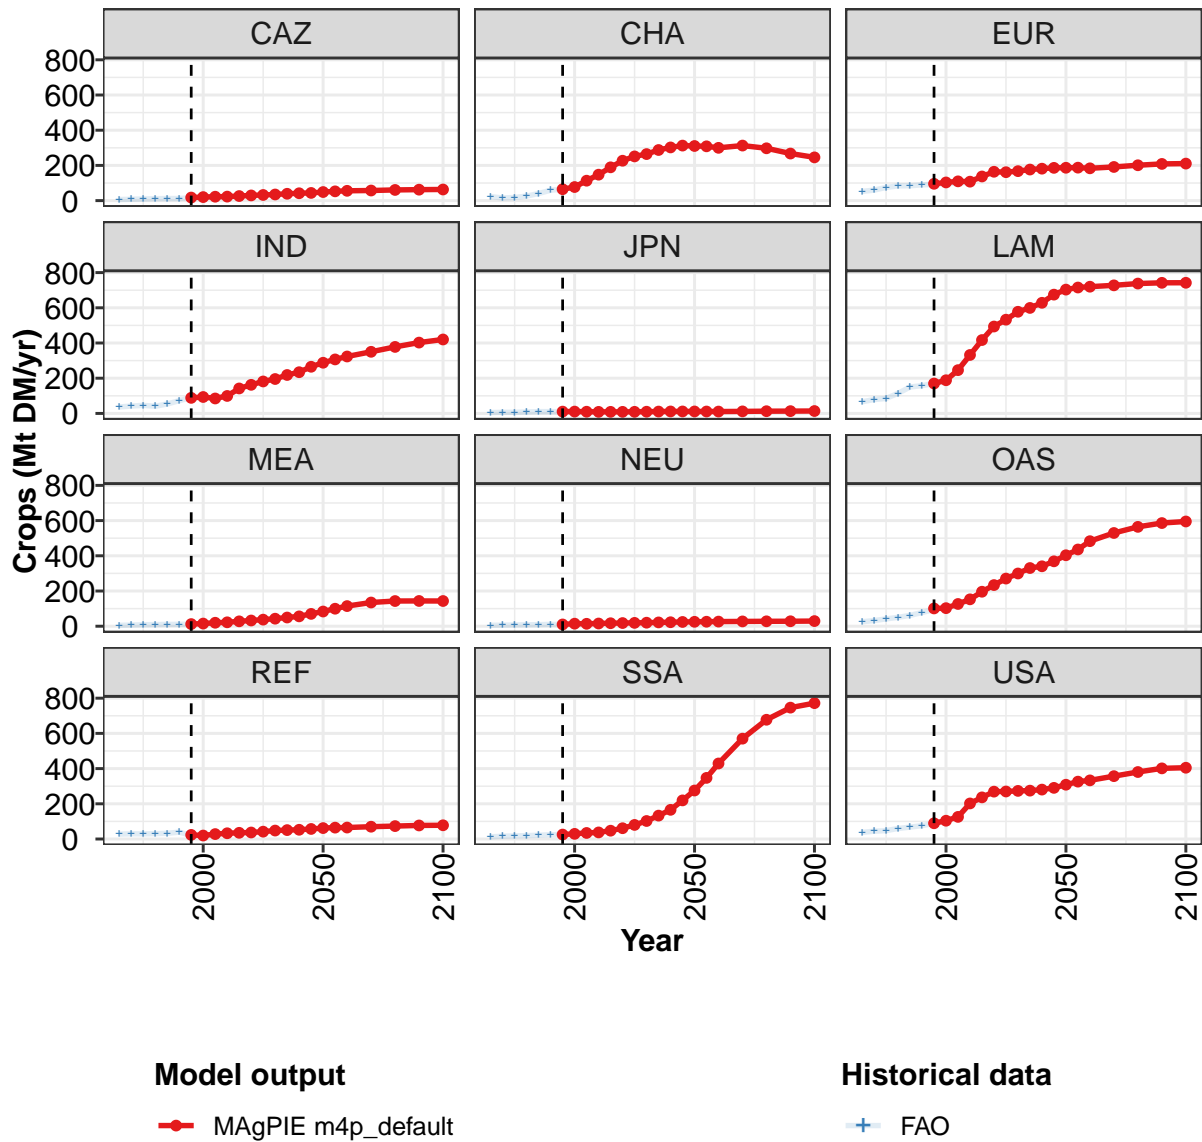 CAZ CHA EUR
800
600
400
200
0
IND JPN LAM
800
600
400
200
0
MEA NEU OAS
800
600
400
200
0
REF SSA USA
800
600
400
200
0
Crops (Mt DM/yr)
2000 2050 2100 2000 2050 2100 2000 2050 2100
Year
Model output Historical data
MAgPIE m4p_default FAO